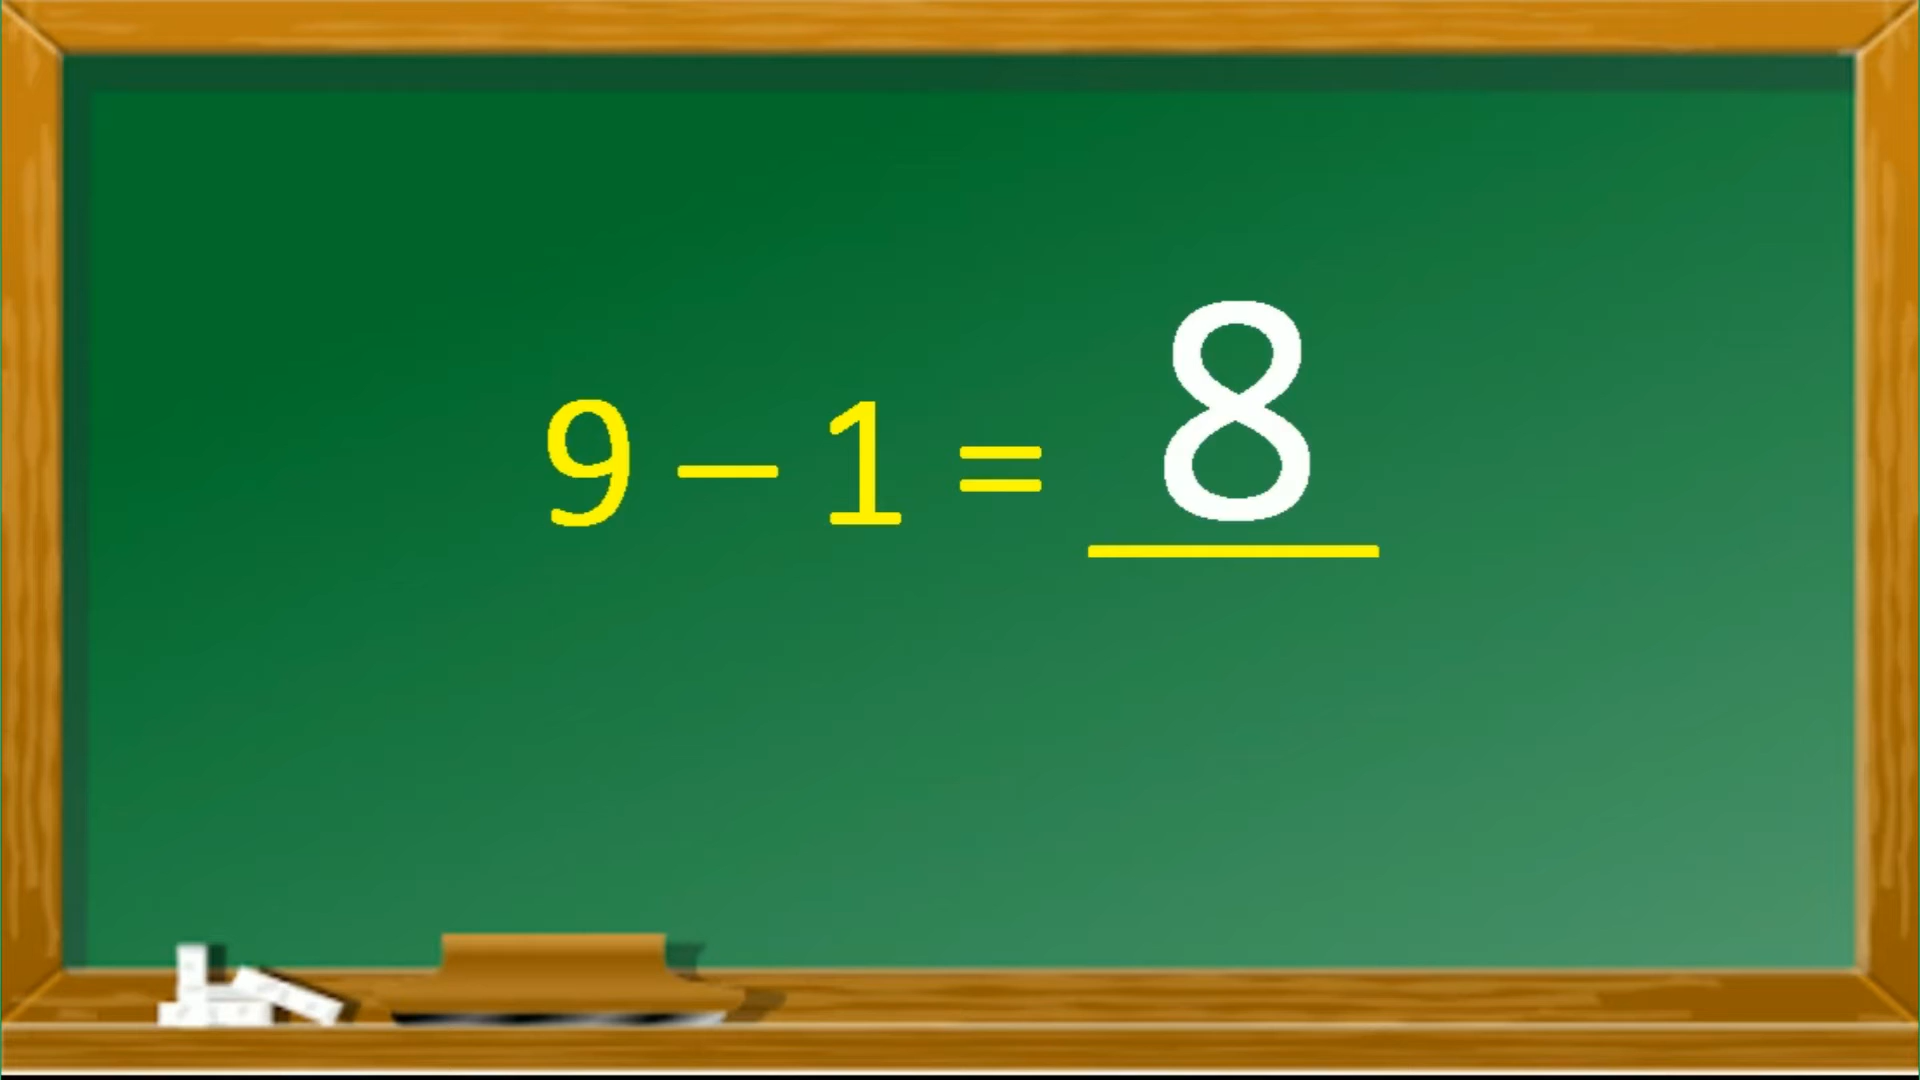 9 – 1 = 8